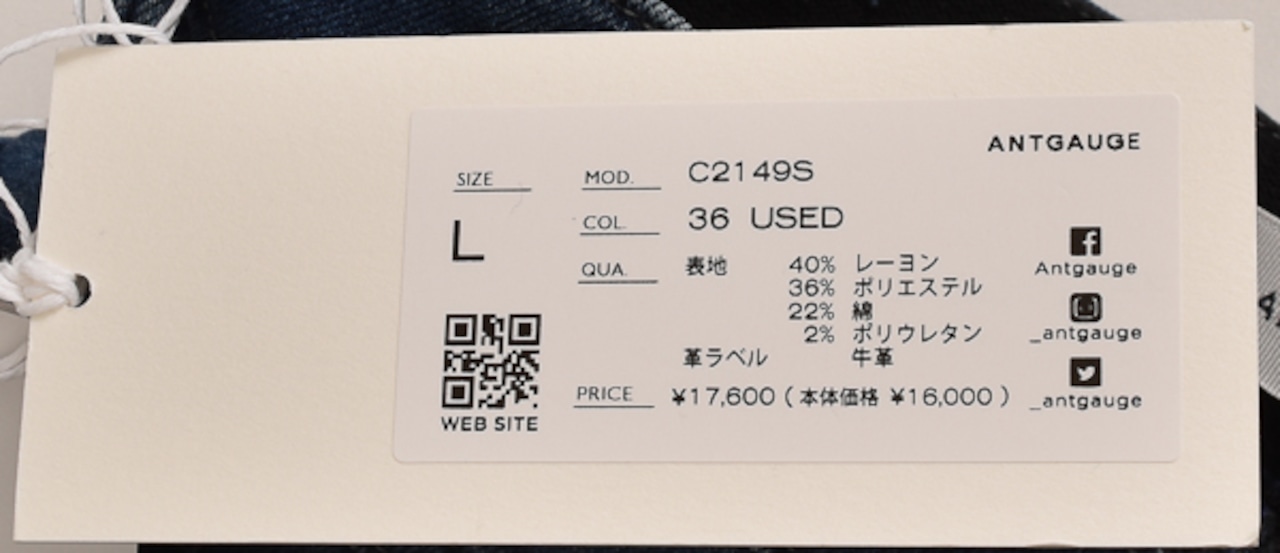 ANTGAUGE
SIZE
L
MOD. C2149S
COL. 36 USED
QUA. 表地 40% レーヨン
36% ポリエステル
22% 綿
2% ポリウレタン
革ラベル 牛革
PRICE ¥17,600 ( 本体価格 ¥16,000 )
WEB SITE
Antgauge
_antgauge
_antgauge